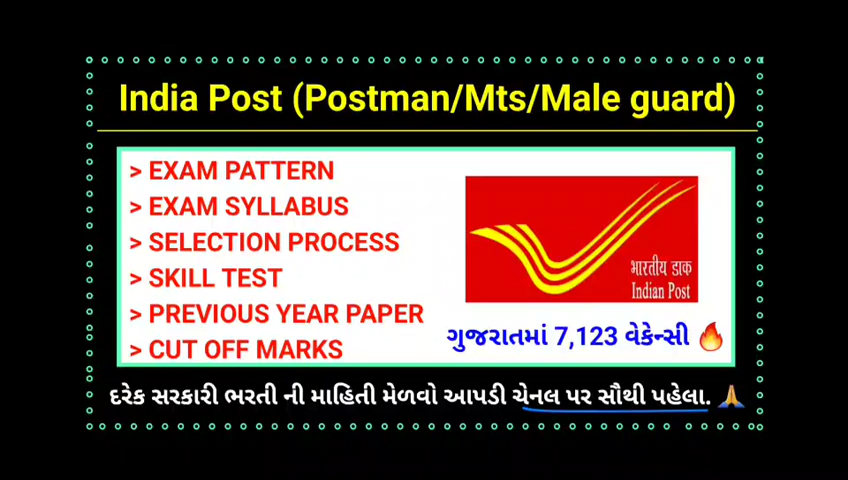 India Post (Postman/Mts/Male guard)
> EXAM PATTERN
> EXAM SYLLABUS
> SELECTION PROCESS
> SKILL TEST
> PREVIOUS YEAR PAPER
> CUT OFF MARKS
भारतीय डाक
Indian Post
ગુજરાતમાં 7,123 વેકેન્સી 🔥
દરેક સરકારી ભરતી ની માહિતી મેળવો આપડી ચેનલ પર સૌથી પહેલા. 🙏